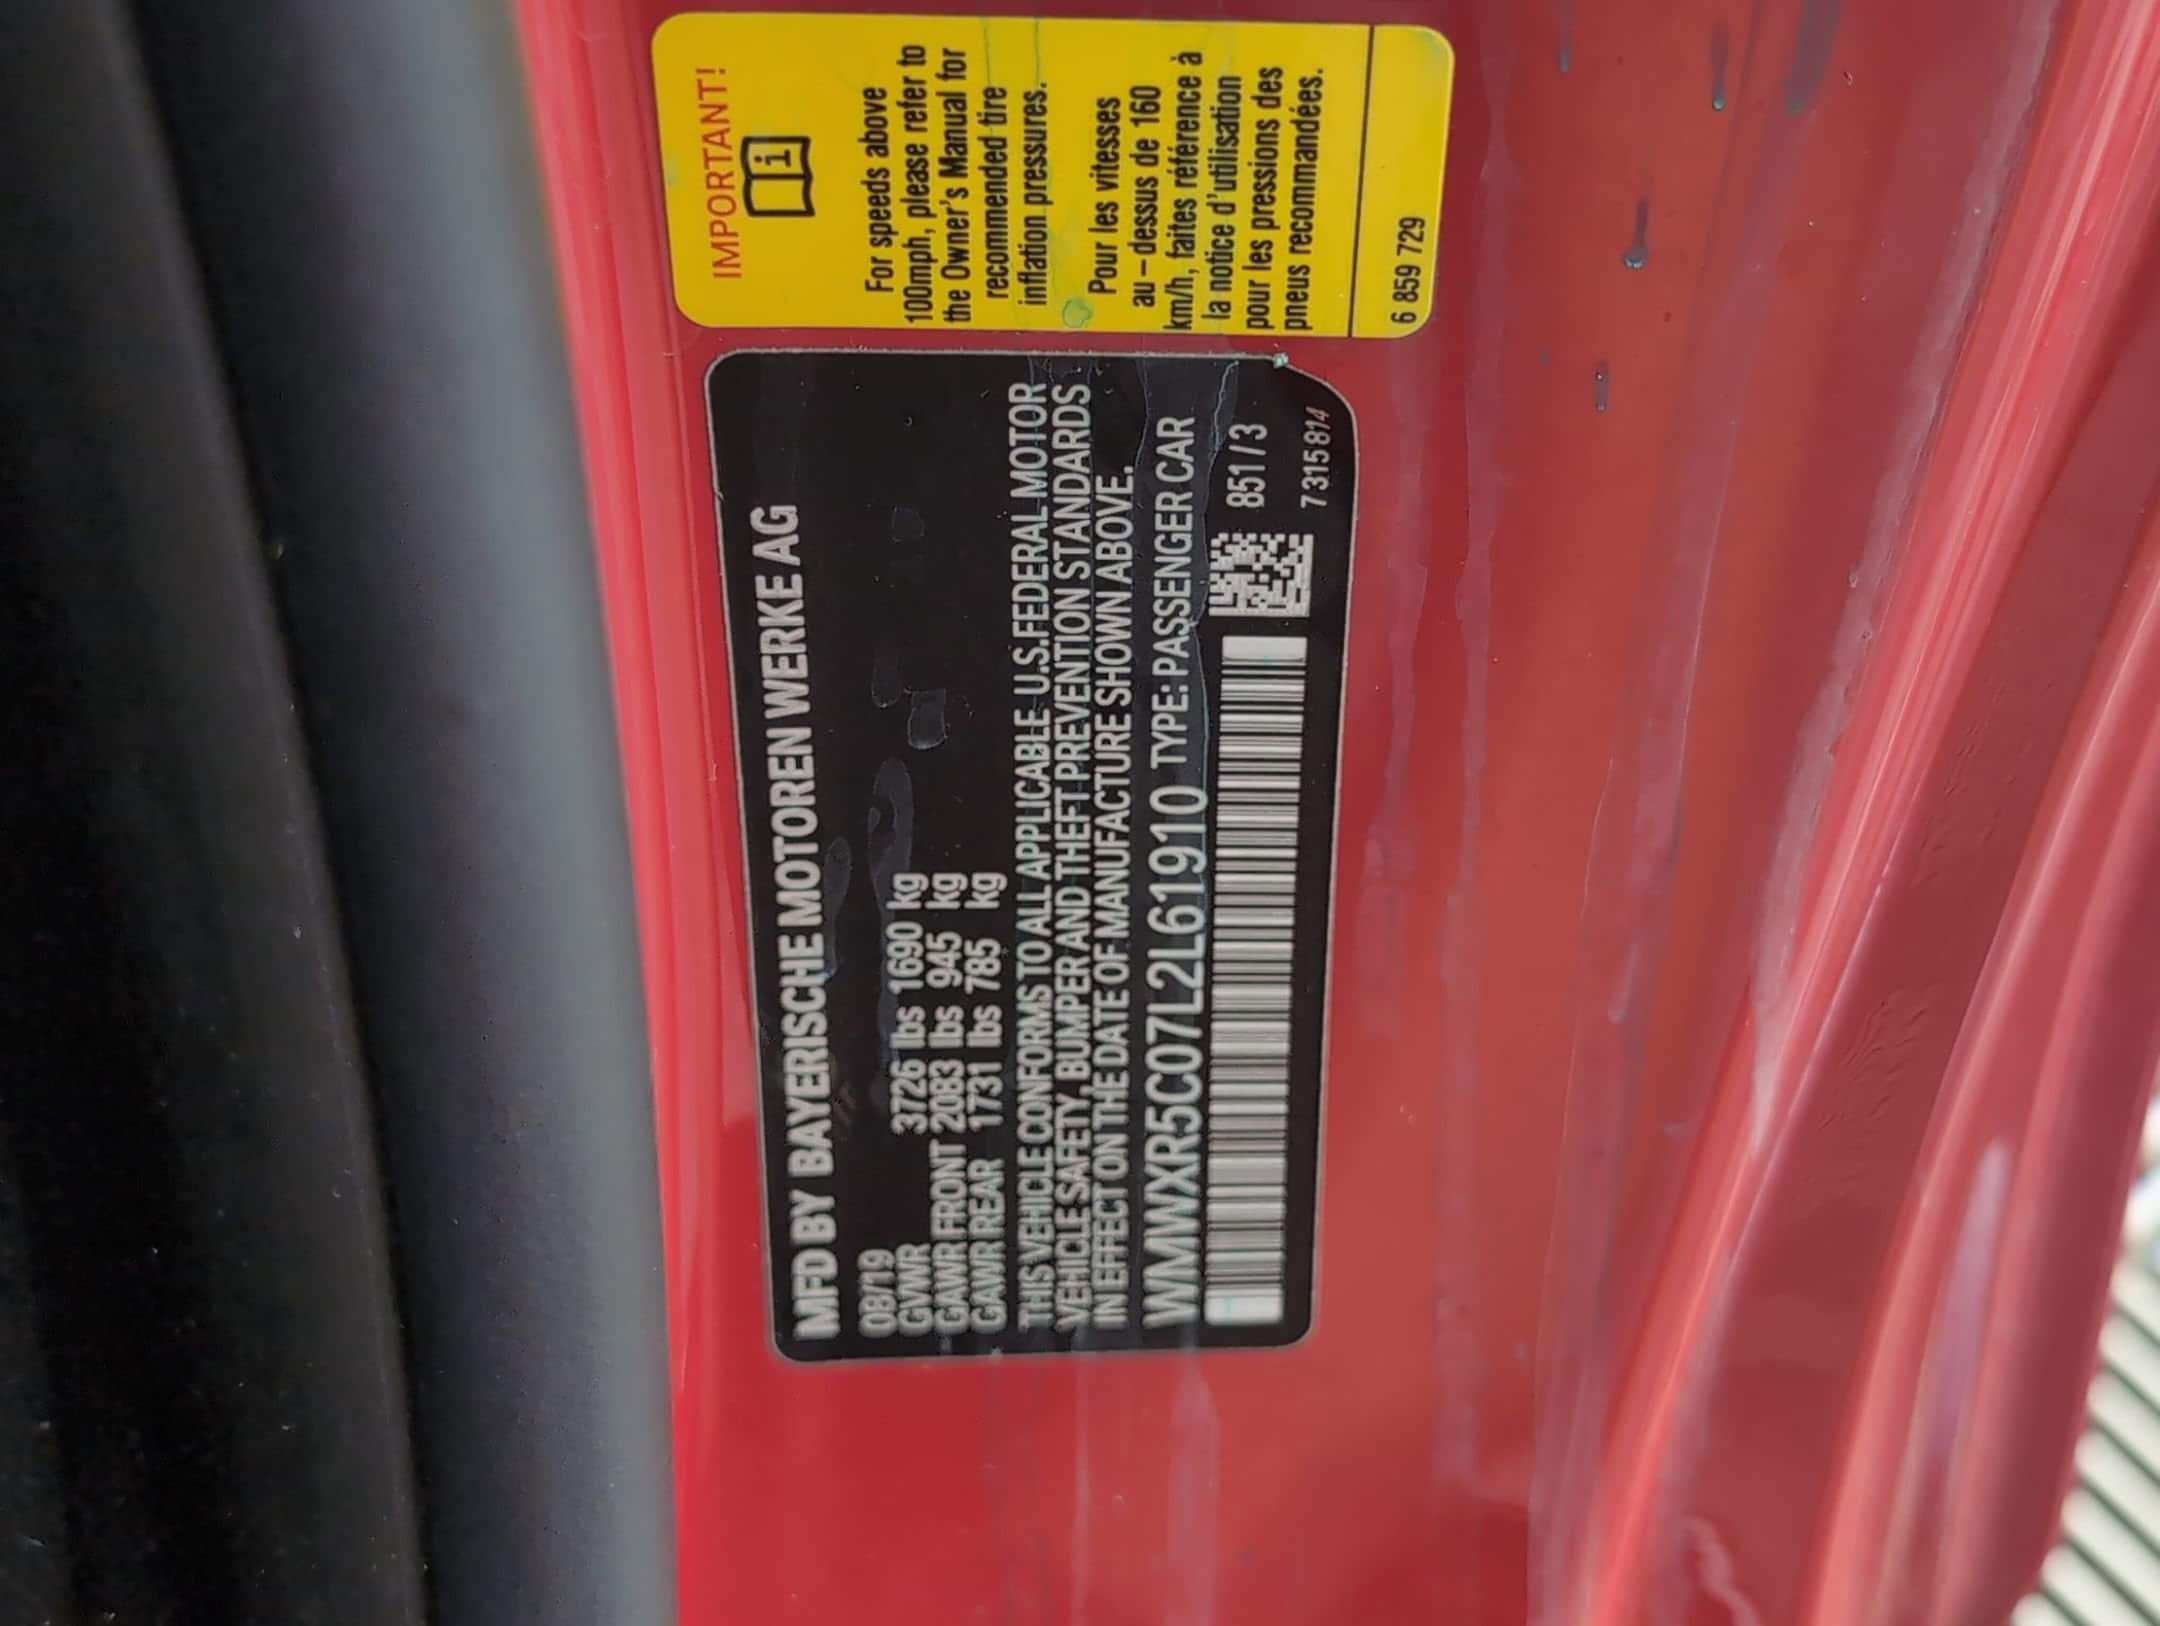 IMPORTANT!
i
For speeds above
100mph, please refer to
the Owner's Manual for
recommended tire
inflation pressures.
Pour les vitesses
au-dessus de 160
km/h, faites référence à
la notice d'utilisation
pour les pressions des
pneus recommandées.
6 859 729
MFD BY BAYERISCHE MOTOREN WERKE AG
08/19
GVWR 3726 lbs 1690 kg
GAWR FRONT 2083 lbs 945 kg
GAWR REAR 1731 lbs 785 kg
THIS VEHICLE CONFORMS TO ALL APPLICABLE U.S.FEDERAL MOTOR
VEHICLE SAFETY, BUMPER AND THEFT PREVENTION STANDARDS
IN EFFECT ON THE DATE OF MANUFACTURE SHOWN ABOVE.
WMWXR5C07L2L61910 TYPE: PASSENGER CAR
851/3
7315814